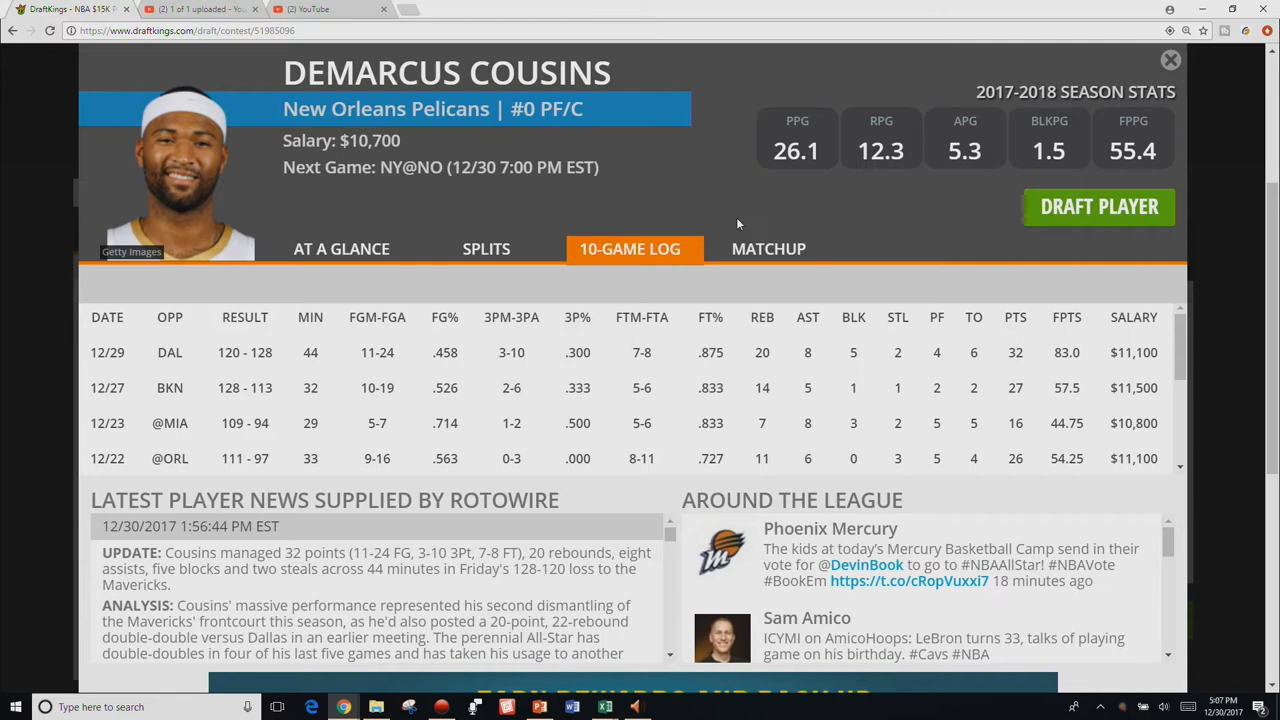 DraftKings - NBA $15K P
(2) 1 of 1 uploaded - You
(2) YouTube
https://www.draftkings.com/draft/contest/51985096
DEMARCUS COUSINS
New Orleans Pelicans | #0 PF/C
Salary: $10,700
Next Game: NY@NO (12/30 7:00 PM EST)
2017-2018 SEASON STATS
PPG RPG APG BLKPG FPPG
26.1 12.3 5.3 1.5 55.4
DRAFT PLAYER
Getty Images
AT A GLANCE SPLITS 10-GAME LOG MATCHUP
DATE OPP RESULT MIN FGM-FGA FG% 3PM-3PA 3P% FTM-FTA FT% REB AST BLK STL PF TO PTS FPTS SALARY
12/29 DAL 120 - 128 44 11-24 .458 3-10 .300 7-8 .875 20 8 5 2 4 6 32 83.0 $11,100
12/27 BKN 128 - 113 32 10-19 .526 2-6 .333 5-6 .833 14 5 1 1 2 2 27 57.5 $11,500
12/23 @MIA 109 - 94 29 5-7 .714 1-2 .500 5-6 .833 7 8 3 2 5 5 16 44.75 $10,800
12/22 @ORL 111 - 97 33 9-16 .563 0-3 .000 8-11 .727 11 6 0 3 5 4 26 54.25 $11,100
LATEST PLAYER NEWS SUPPLIED BY ROTOWIRE
12/30/2017 1:56:44 PM EST
UPDATE: Cousins managed 32 points (11-24 FG, 3-10 3Pt, 7-8 FT), 20 rebounds, eight
assists, five blocks and two steals across 44 minutes in Friday's 128-120 loss to the
Mavericks.
ANALYSIS: Cousins' massive performance represented his second dismantling of
the Mavericks' frontcourt this season, as he'd also posted a 20-point, 22-rebound
double-double versus Dallas in an earlier meeting. The perennial All-Star has
double-doubles in four of his last five games and has taken his usage to another
AROUND THE LEAGUE
Phoenix Mercury
The kids at today's Mercury Basketball Camp send in their
vote for @DevinBook to go to #NBAAllStar! #NBAVote
#BookEm https://t.co/cRopVuxxi7 18 minutes ago
Sam Amico
ICYMI on AmicoHoops: LeBron turns 33, talks of playing
game on his birthday. #Cavs #NBA
EARN REWARDS AND RACK UP
Type here to search
5:07 PM
12/30/2017